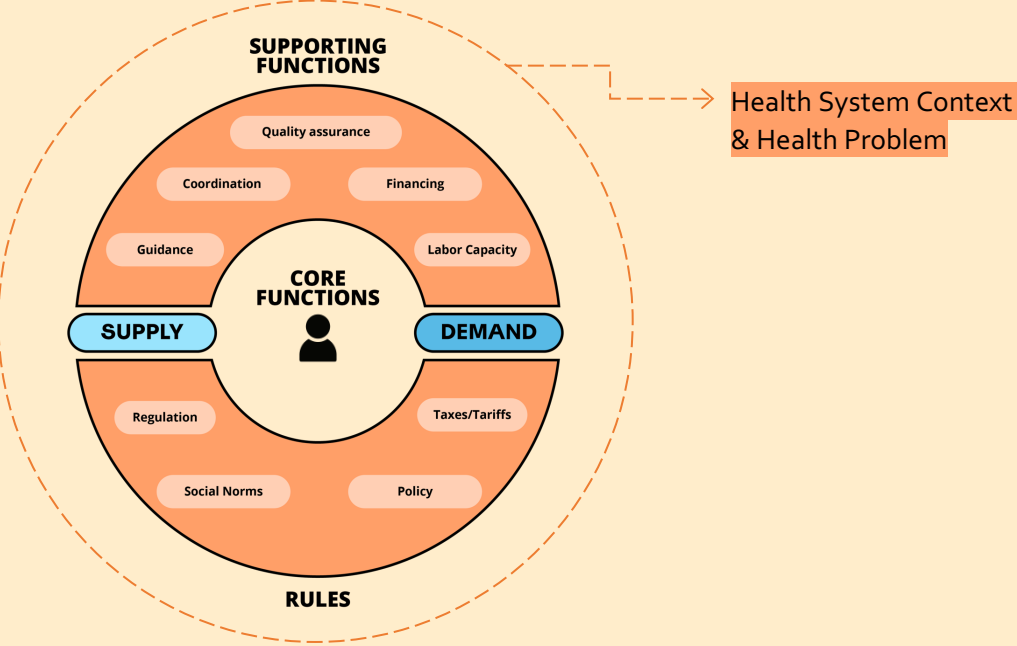 SUPPORTING
FUNCTIONS
Health System Context
& Health Problem
Quality assurance
Coordination
Financing
Guidance
Labor Capacity
CORE
FUNCTIONS
SUPPLY
DEMAND
Regulation
Taxes/Tariffs
Social Norms
Policy
RULES